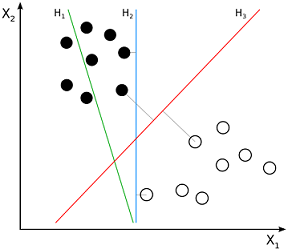 X₂
H₁ H₂ H₃
X₁